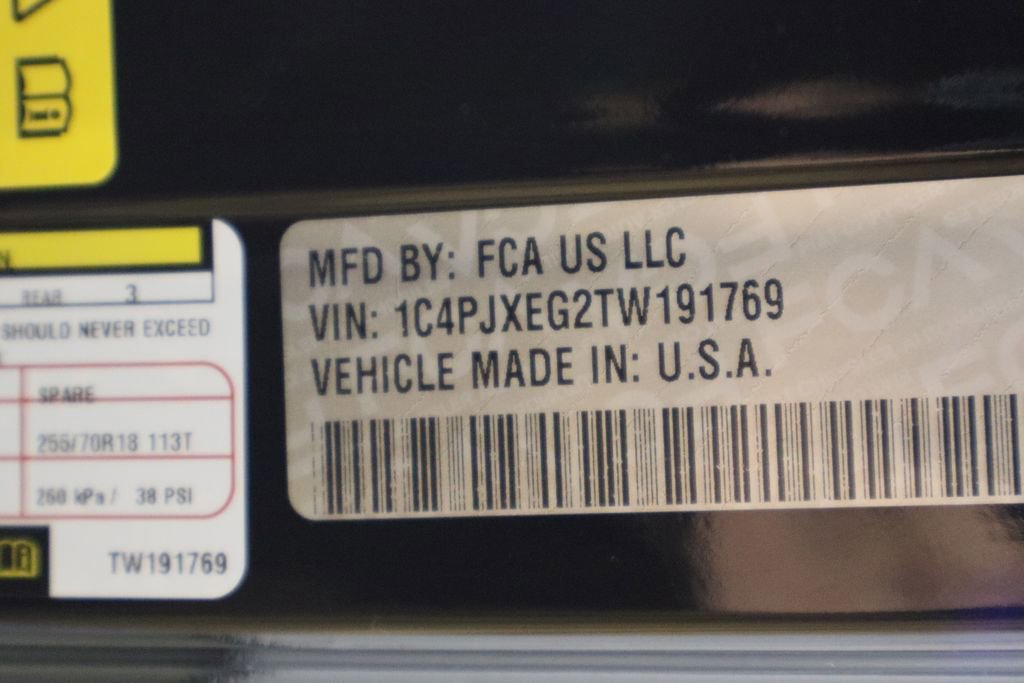 N
REAR 3
SHOULD NEVER EXCEED
SPARE
255/70R18 113T
260 kPa / 38 PSI
TW191769
MFD BY: FCA US LLC
VIN: 1C4PJXEG2TW191769
VEHICLE MADE IN: U.S.A.